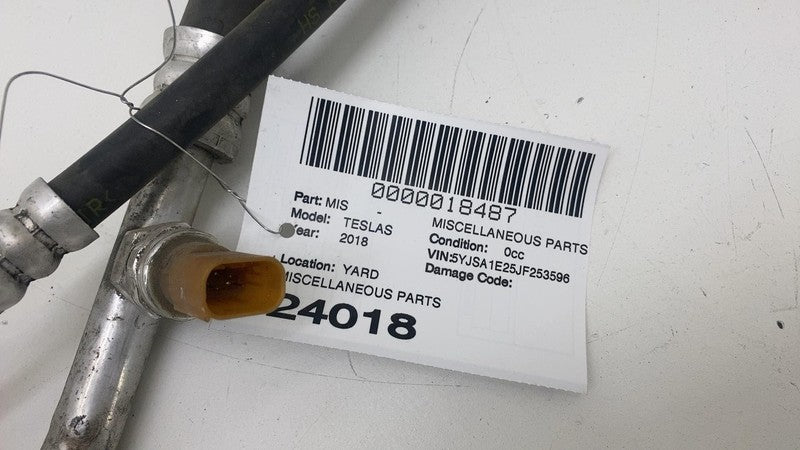 0000018487
Part: MIS -
Model: TESLAS
Year: 2018
MISCELLANEOUS PARTS
Condition: 0cc
VIN:5YJSA1E25JF253596
Damage Code:
Location: YARD
MISCELLANEOUS PARTS
24018